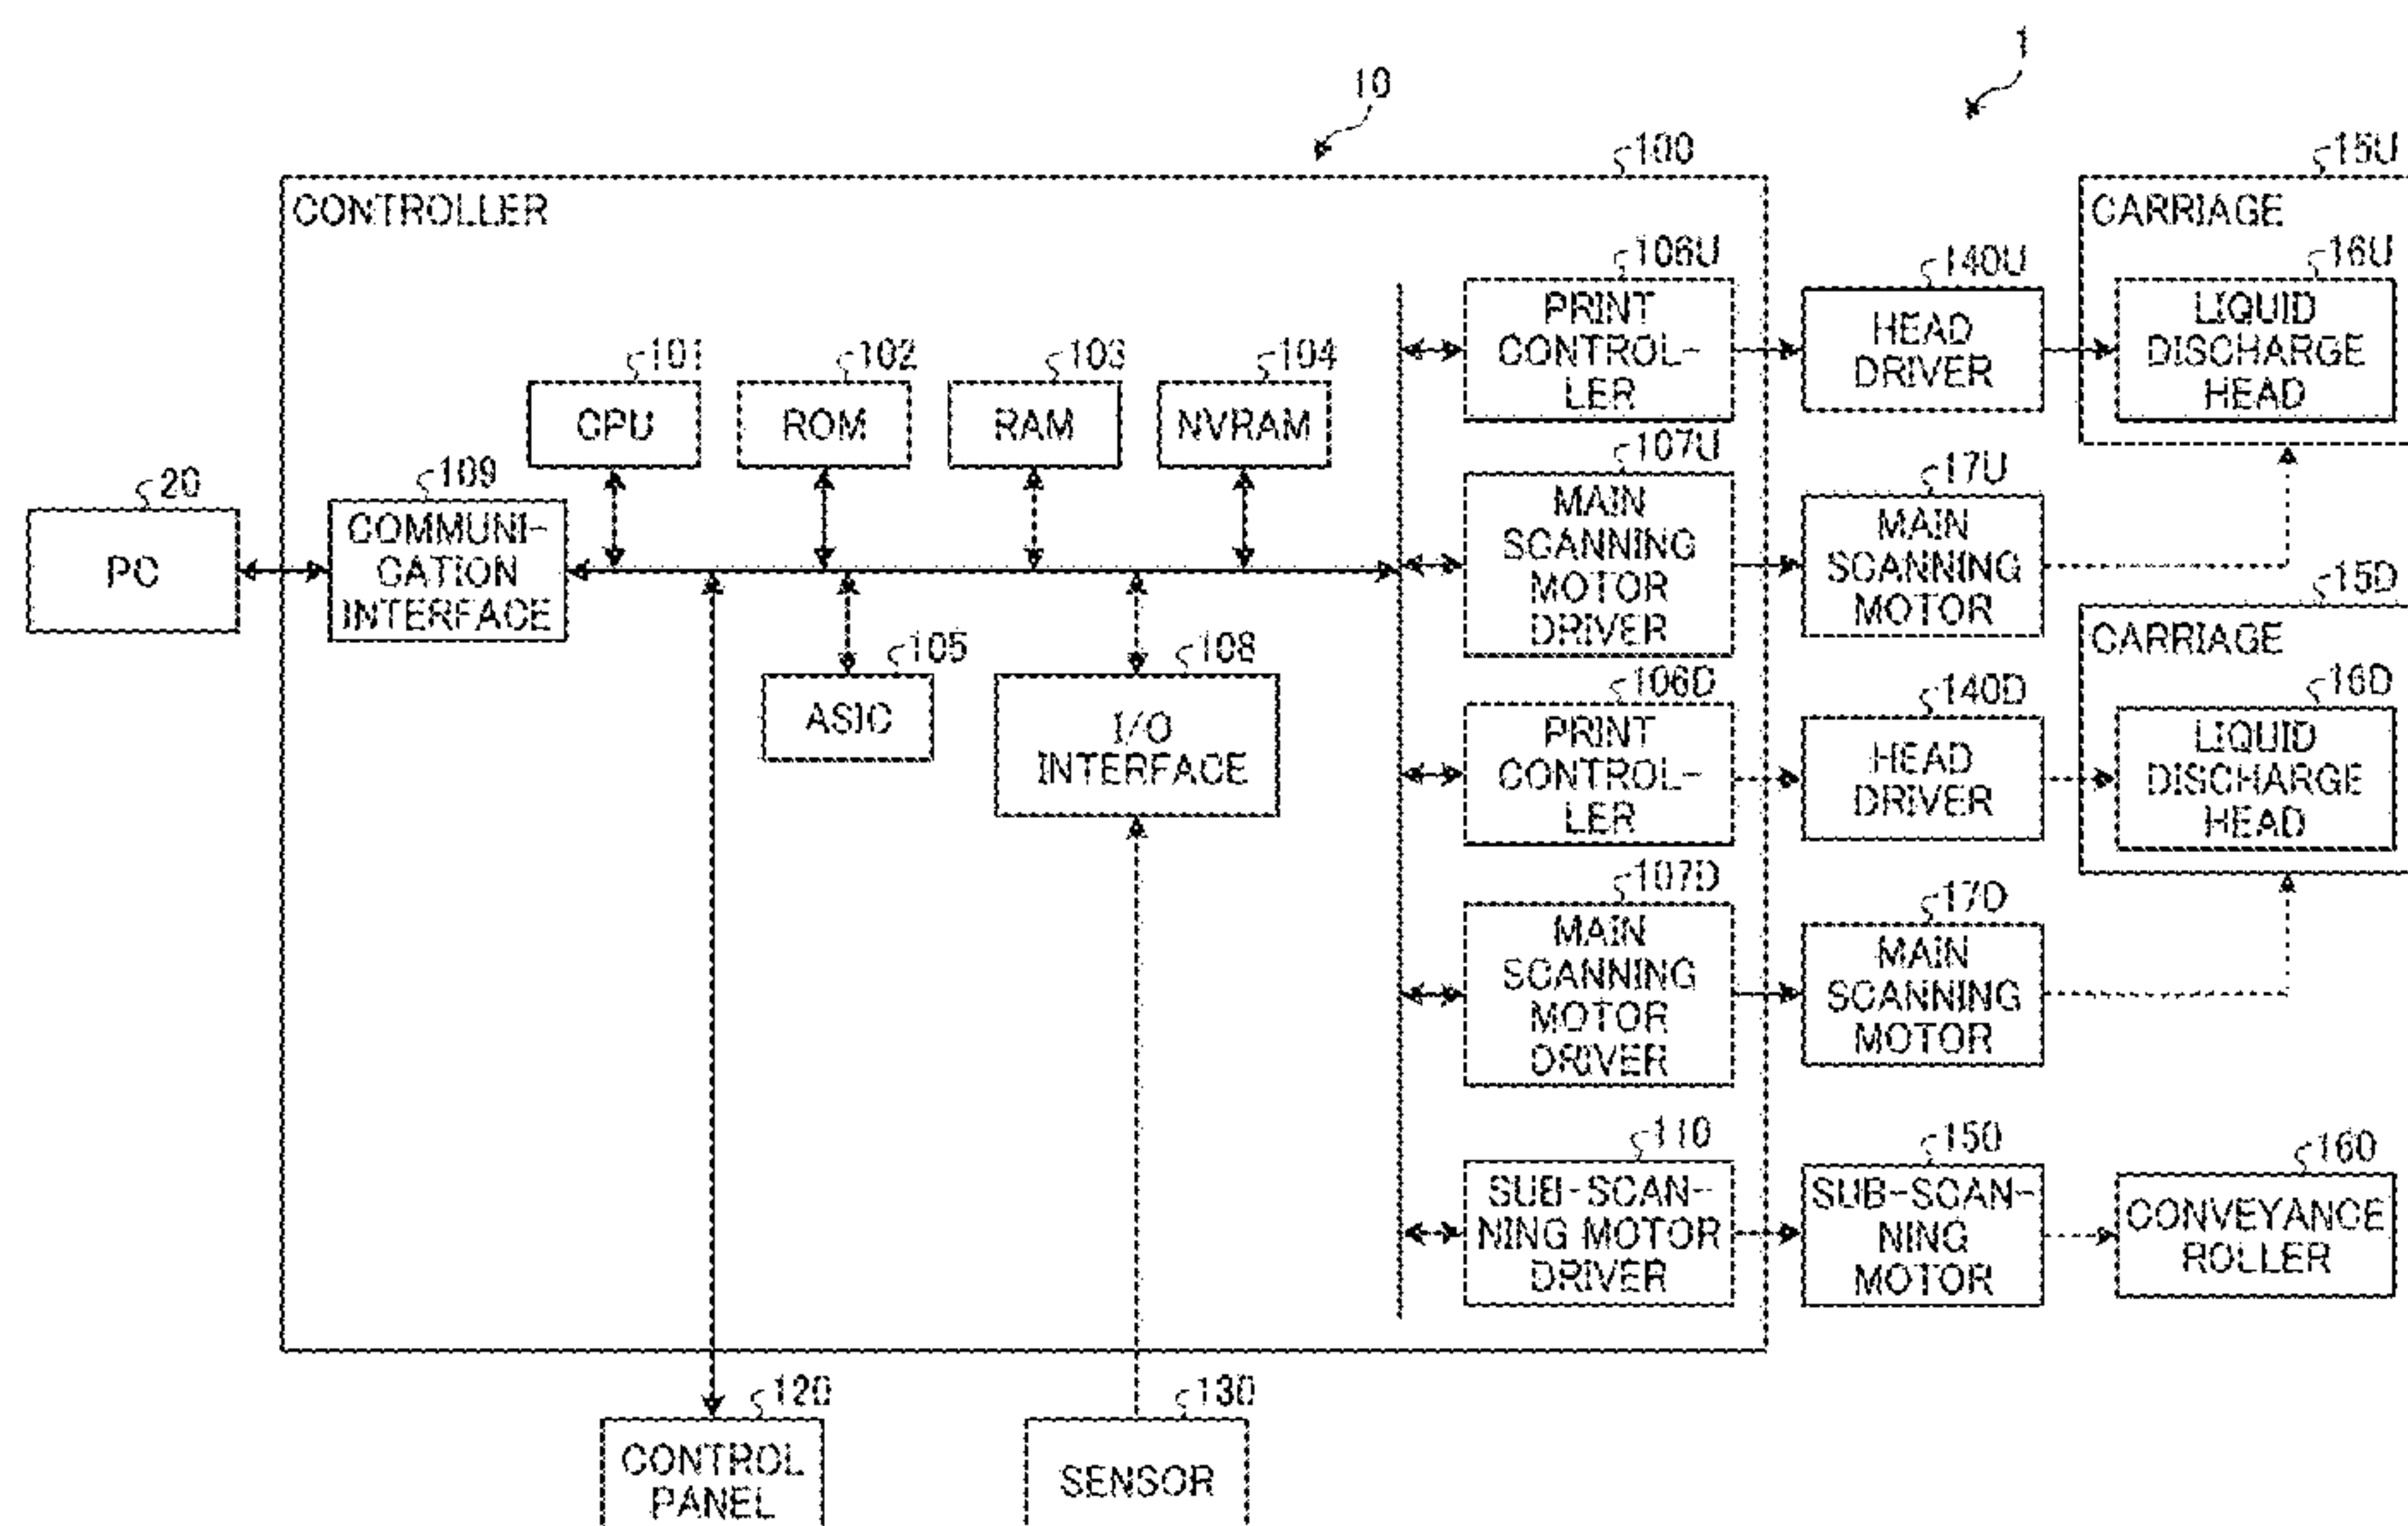 1
10
100
15U
CONTROLLER
CARRIAGE
106U
140U
16U
PRINT
CONTROL-
LER
HEAD
DRIVER
LIQUID
DISCHARGE
HEAD
101
102
103
104
CPU
ROM
RAM
NVRAM
107U
17U
20
109
PC
COMMUNI-
CATION
INTERFACE
MAIN
SCANNING
MOTOR
DRIVER
MAIN
SCANNING
MOTOR
15D
CARRIAGE
105
108
106D
140D
16D
ASIC
I/O
INTERFACE
PRINT
CONTROL-
LER
HEAD
DRIVER
LIQUID
DISCHARGE
HEAD
107D
17D
MAIN
SCANNING
MOTOR
DRIVER
MAIN
SCANNING
MOTOR
110
150
160
SUB-SCAN-
NING MOTOR
DRIVER
SUB-SCAN-
NING
MOTOR
CONVEYANCE
ROLLER
120
130
CONTROL
PANEL
SENSOR